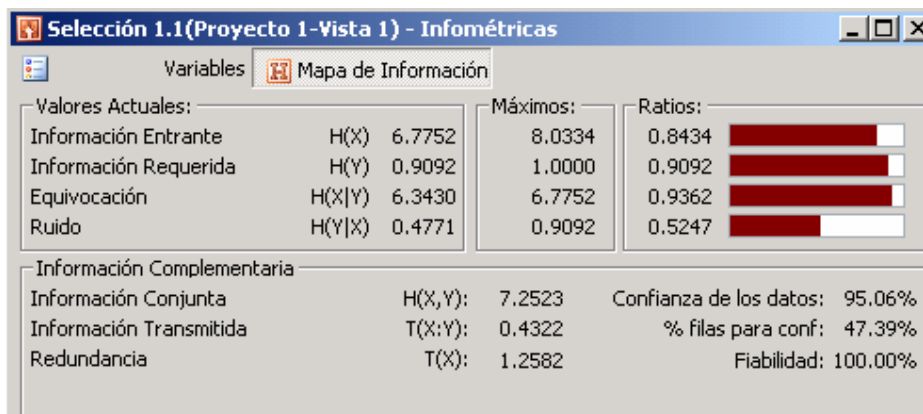 Selección 1.1(Proyecto 1-Vista 1) - Infométricas
Variables Mapa de Información
Valores Actuales: Máximos: Ratios:
Información Entrante H(X) 6.7752 8.0334 0.8434
Información Requerida H(Y) 0.9092 1.0000 0.9092
Equivocación H(X|Y) 6.3430 6.7752 0.9362
Ruido H(Y|X) 0.4771 0.9092 0.5247
Información Complementaria
Información Conjunta H(X,Y): 7.2523 Confianza de los datos: 95.06%
Información Transmitida T(X:Y): 0.4322 % filas para conf: 47.39%
Redundancia T(X): 1.2582 Fiabilidad: 100.00%